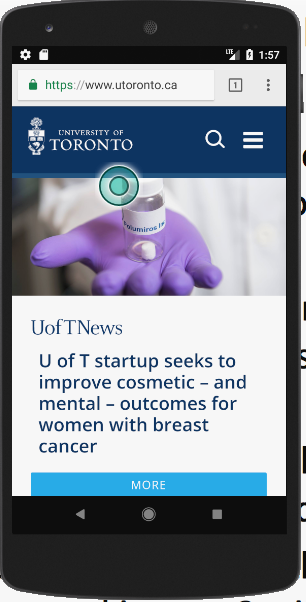 LTE 1:57
https://www.utoronto.ca 1
UNIVERSITY OF
TORONTO
UofTNews
U of T startup seeks to
improve cosmetic – and
mental – outcomes for
women with breast
cancer
MORE